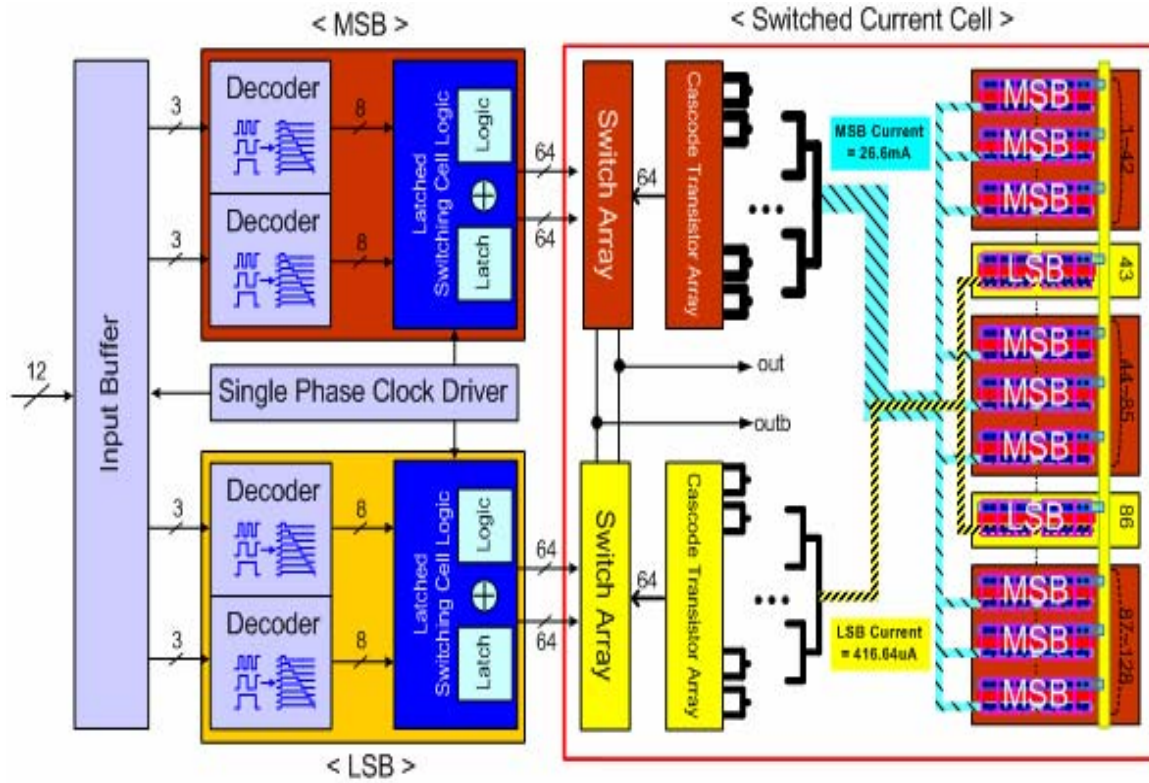 < MSB >
< Switched Current Cell >
12
Input Buffer
3
Decoder
8
3
Decoder
8
Latched
Switching Cell Logic
Logic
Latch
64
64
Switch Array
64
Cascode Transistor Array
MSB Current
= 26.6mA
MSB
MSB
MSB
1~42
LSB
43
MSB
MSB
MSB
44~85
LSB
86
MSB
MSB
MSB
87~128
Single Phase Clock Driver
out
outb
3
Decoder
8
3
Decoder
8
Latched
Switching Cell Logic
Logic
Latch
64
64
Switch Array
64
Cascode Transistor Array
LSB Current
= 416.64uA
< LSB >